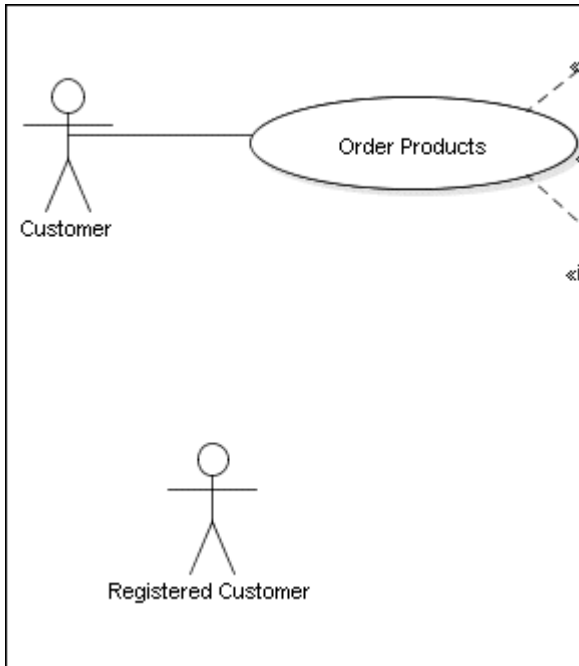 «
Order Products
«
Customer
«i
Registered Customer